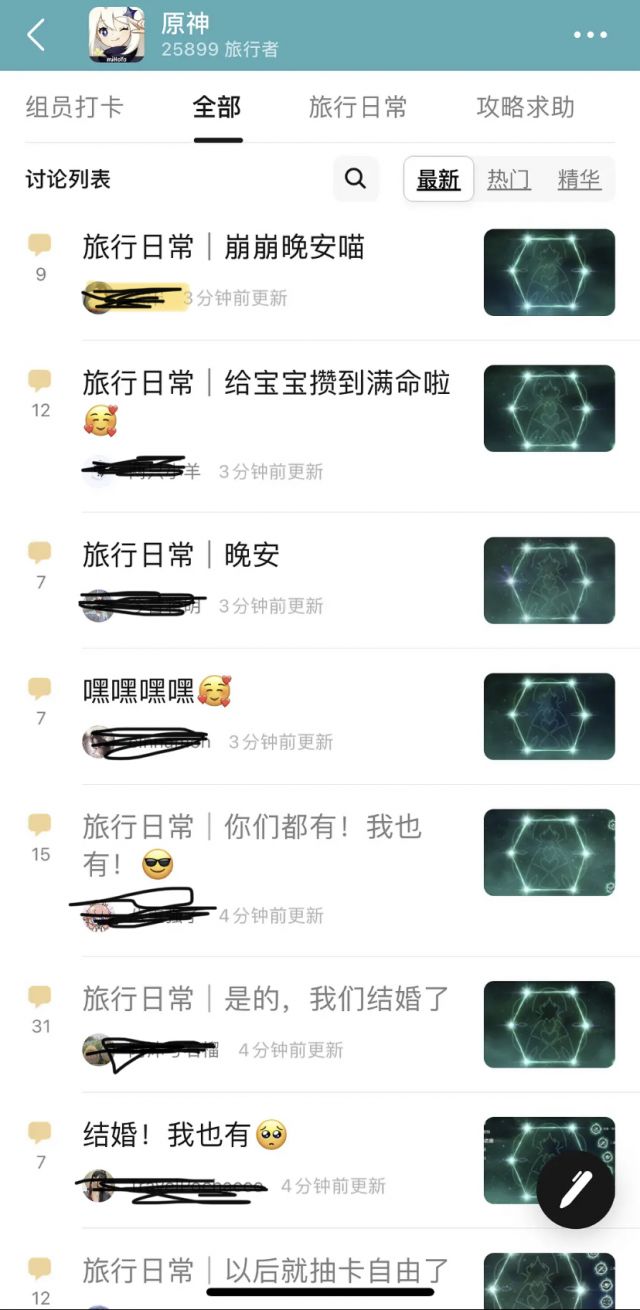 原神
miHoYo
25899 旅行者
组员打卡
全部
旅行日常
攻略求助
讨论列表
最新
热门
精华
旅行日常｜崩崩晚安喵
9
3分钟前更新
旅行日常｜给宝宝攒到满命啦
🥰
12
3分钟前更新
旅行日常｜晚安
7
3分钟前更新
嘿嘿嘿嘿🥰
7
3分钟前更新
旅行日常｜你们都有！我也
有！😎
15
4分钟前更新
旅行日常｜是的，我们结婚了
31
4分钟前更新
结婚！我也有🥺
7
4分钟前更新
旅行日常｜以后就抽卡自由了
12